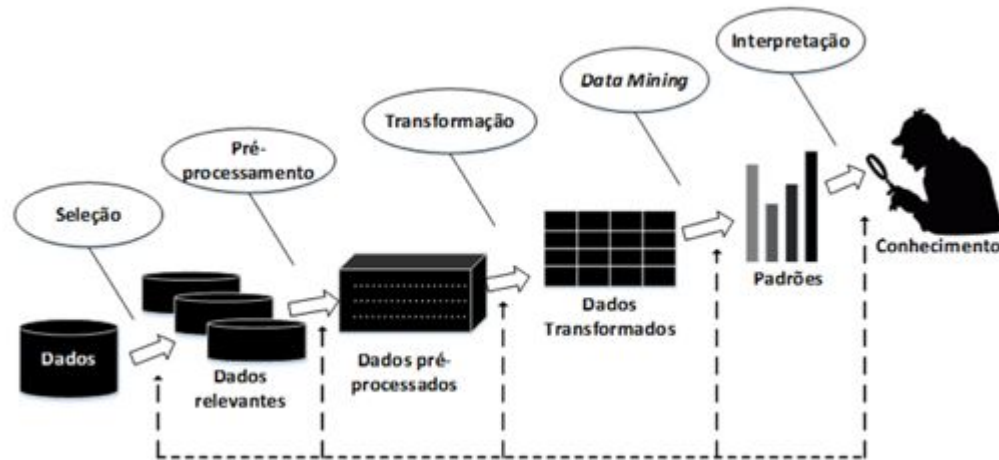 Interpretação
Data Mining
Transformação
Pré-
processamento
Seleção
Dados
Dados
relevantes
Dados pré-
processados
Dados
Transformados
Padrões
Conhecimento